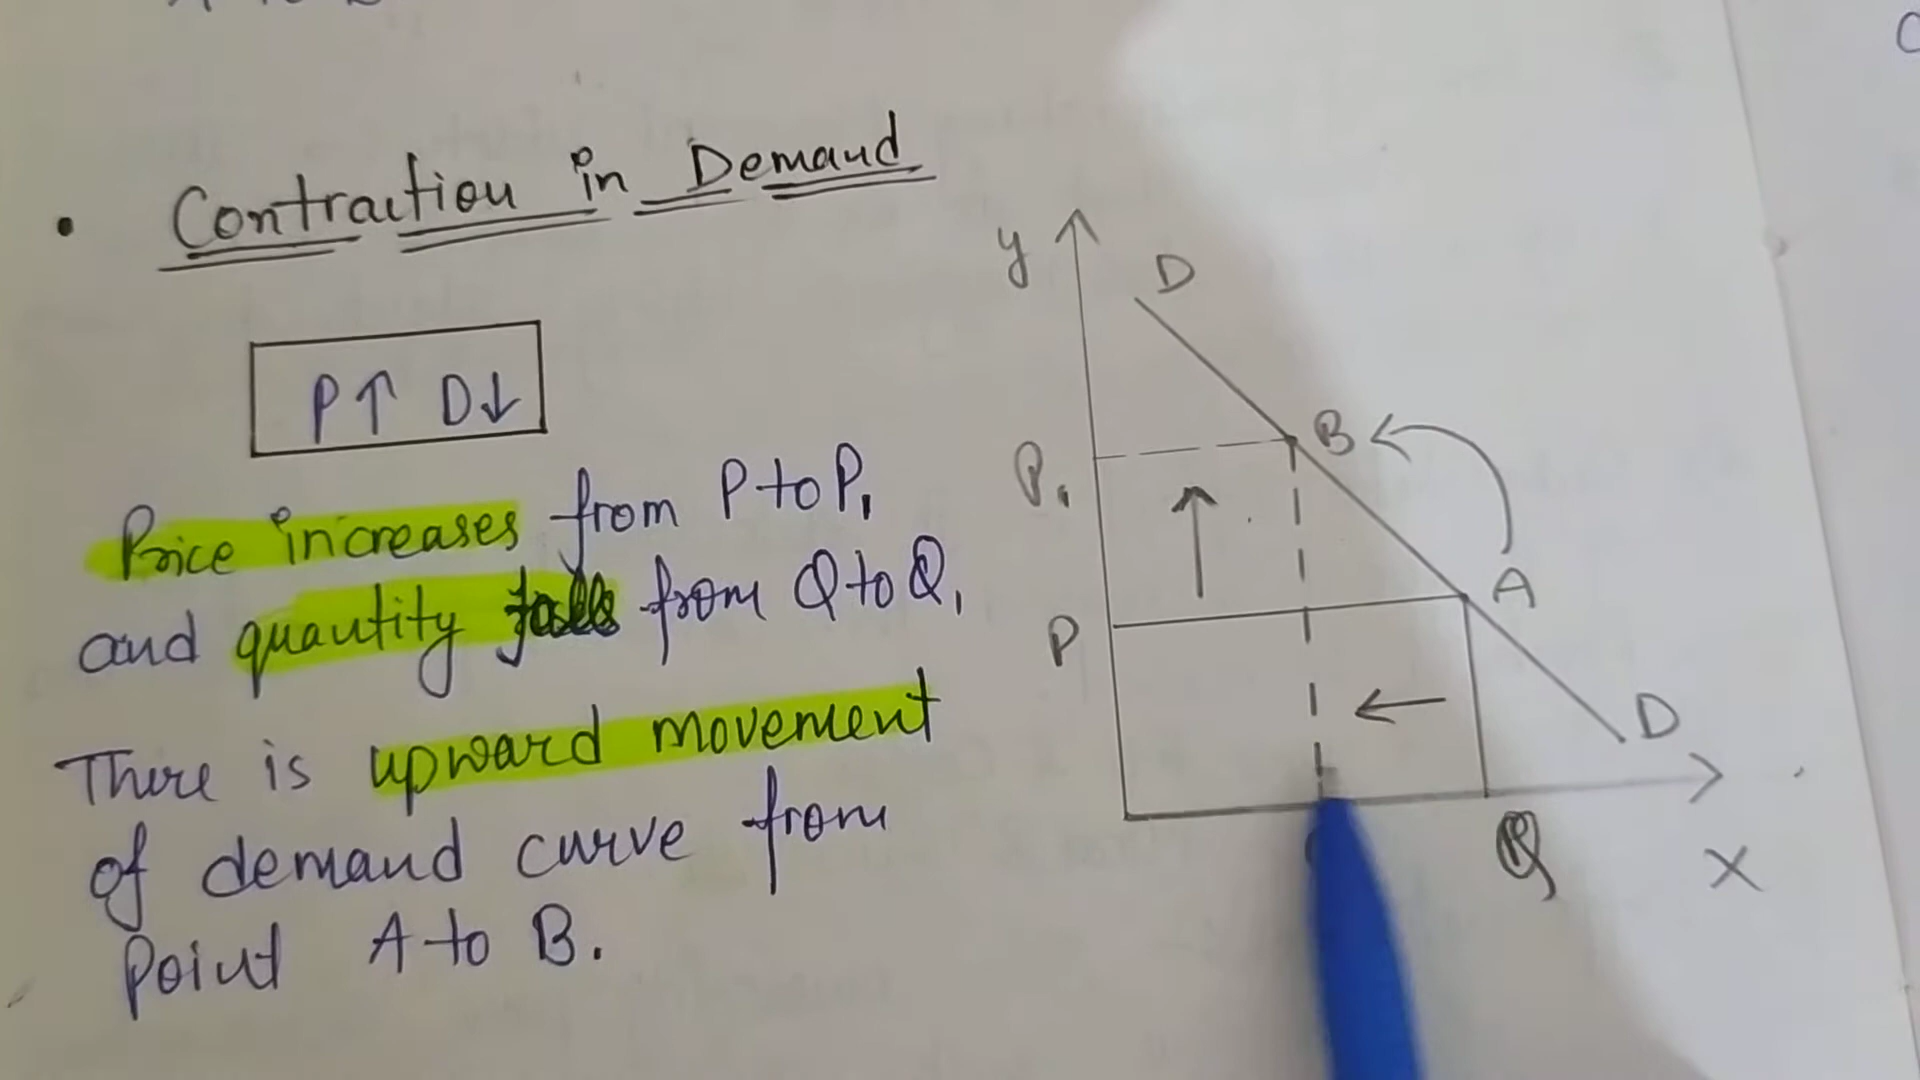 • Contraction in Demand
P↑ D↓
Price increases from P to P₁
and quantity falls from Q to Q₁
There is upward movement
of demand curve from
Point A to B.
y
D
B
P₁
A
P
D
Q
X